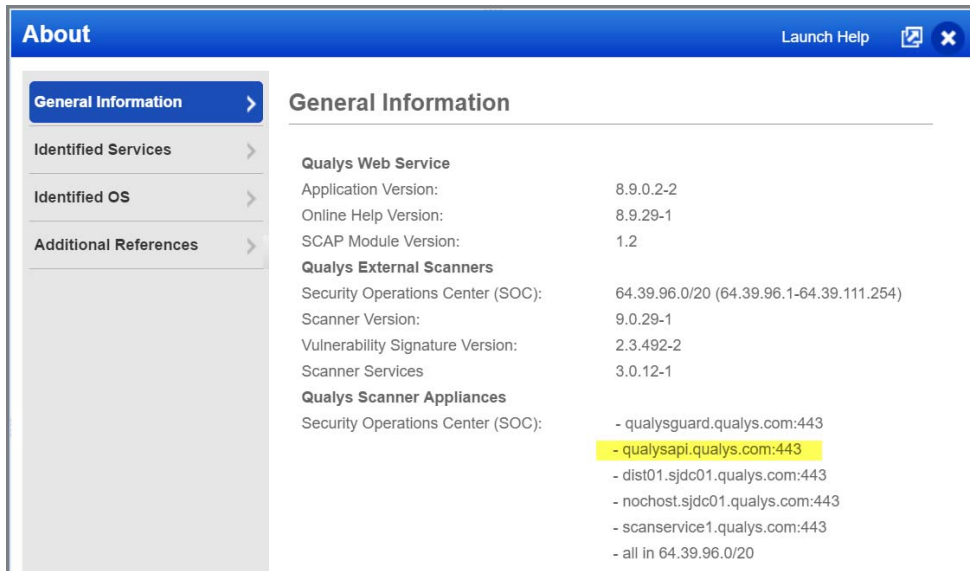 About
Launch Help
General Information
Identified Services
Identified OS
Additional References
General Information
Qualys Web Service
Application Version: 8.9.0.2-2
Online Help Version: 8.9.29-1
SCAP Module Version: 1.2
Qualys External Scanners
Security Operations Center (SOC): 64.39.96.0/20 (64.39.96.1-64.39.111.254)
Scanner Version: 9.0.29-1
Vulnerability Signature Version: 2.3.492-2
Scanner Services 3.0.12-1
Qualys Scanner Appliances
Security Operations Center (SOC): - qualysguard.qualys.com:443
- qualysapi.qualys.com:443
- dist01.sjdc01.qualys.com:443
- nochost.sjdc01.qualys.com:443
- scanservice1.qualys.com:443
- all in 64.39.96.0/20